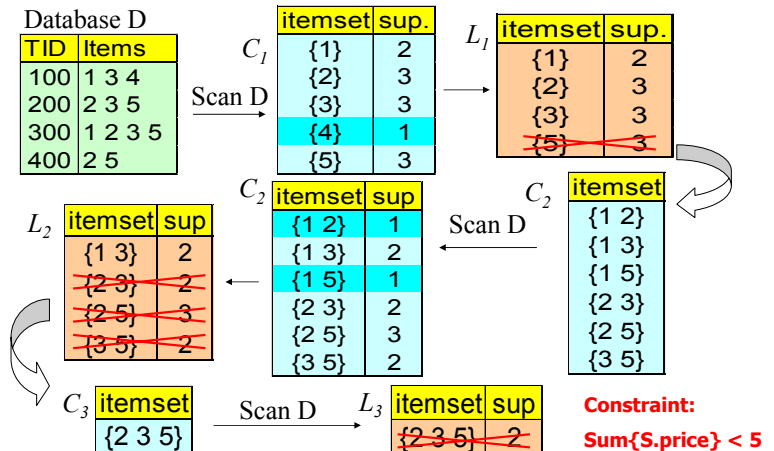 Database D
TID Items
100 1 3 4
200 2 3 5
300 1 2 3 5
400 2 5
Scan D
C1
itemset sup.
{1} 2
{2} 3
{3} 3
{4} 1
{5} 3
L1
itemset sup.
{1} 2
{2} 3
{3} 3
{5} 3
C2
itemset
{1 2}
{1 3}
{1 5}
{2 3}
{2 5}
{3 5}
Scan D
C2
itemset sup
{1 2} 1
{1 3} 2
{1 5} 1
{2 3} 2
{2 5} 3
{3 5} 2
L2
itemset sup
{1 3} 2
{2 3} 2
{2 5} 3
{3 5} 2
C3
itemset
{2 3 5}
Scan D
L3
itemset sup
{2 3 5} 2
Constraint:
Sum{S.price} < 5